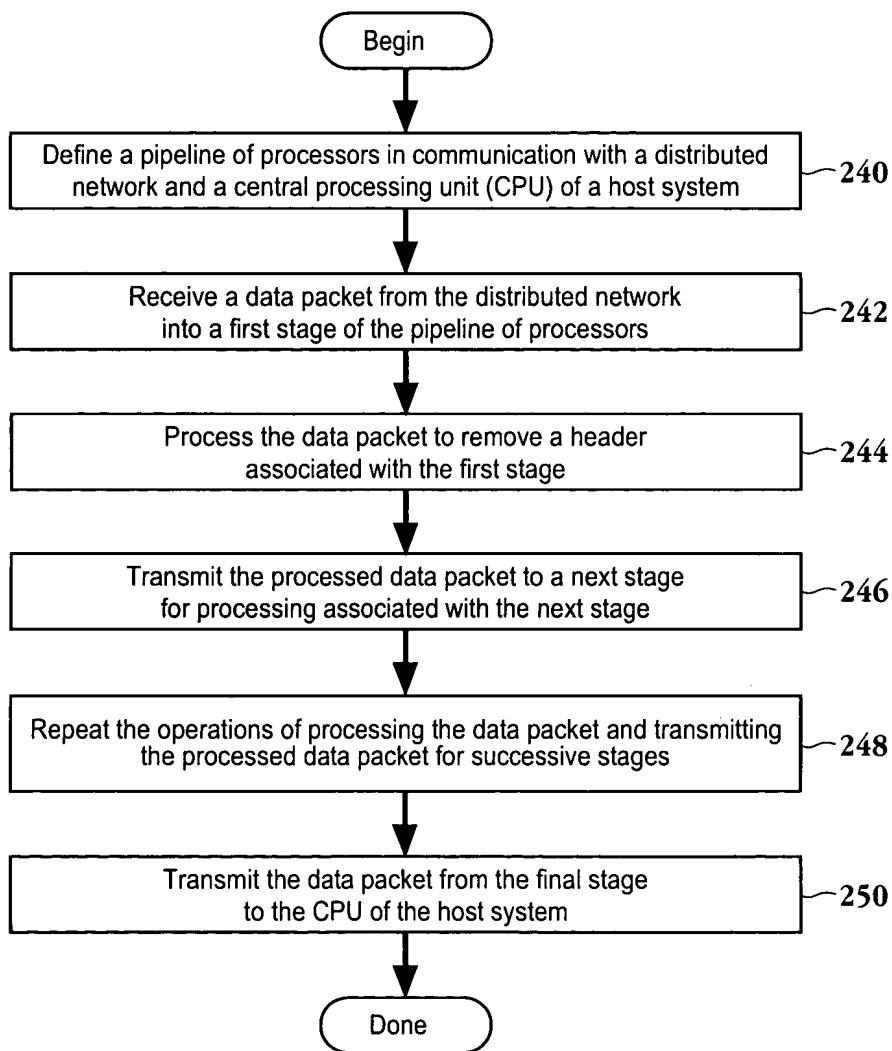 Begin
Define a pipeline of processors in communication with a distributed
network and a central processing unit (CPU) of a host system
240
Receive a data packet from the distributed network
into a first stage of the pipeline of processors
242
Process the data packet to remove a header
associated with the first stage
244
Transmit the processed data packet to a next stage
for processing associated with the next stage
246
Repeat the operations of processing the data packet and transmitting
the processed data packet for successive stages
248
Transmit the data packet from the final stage
to the CPU of the host system
250
Done